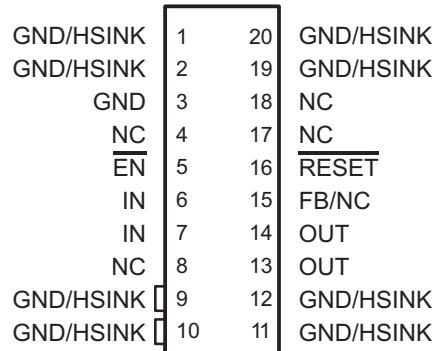 GND/HSINK 1 20 GND/HSINK
GND/HSINK 2 19 GND/HSINK
GND 3 18 NC
NC 4 17 NC
EN 5 16 RESET
IN 6 15 FB/NC
IN 7 14 OUT
NC 8 13 OUT
GND/HSINK 9 12 GND/HSINK
GND/HSINK 10 11 GND/HSINK